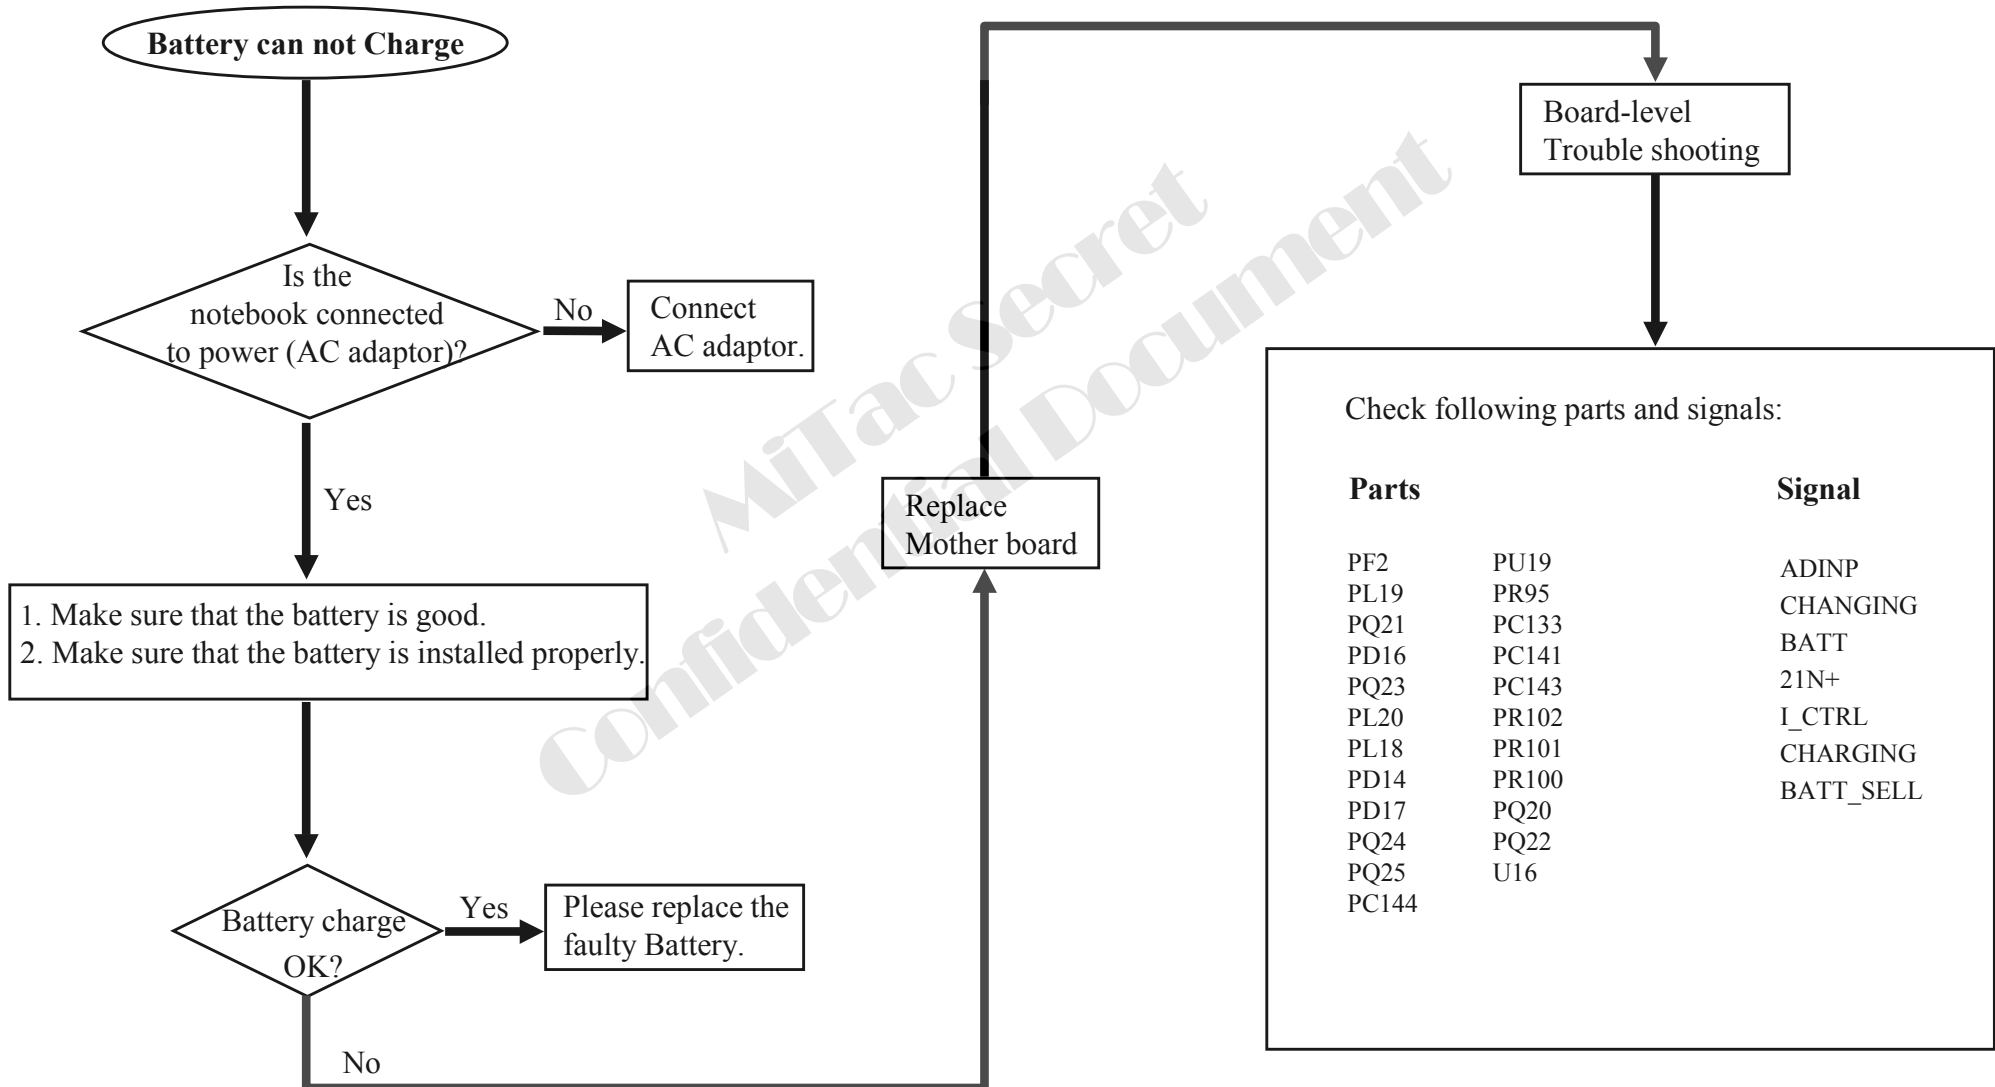 Battery can not Charge
Is the
notebook connected
to power (AC adaptor)?
No
Connect
AC adaptor.
Yes
1. Make sure that the battery is good.
2. Make sure that the battery is installed properly.
Battery charge
OK?
Yes
Please replace the
faulty Battery.
No
Replace
Mother board
Board-level
Trouble shooting
Check following parts and signals:
Parts
PF2
PL19
PQ21
PD16
PQ23
PL20
PL18
PD14
PD17
PQ24
PQ25
PC144
PU19
PR95
PC133
PC141
PC143
PR102
PR101
PR100
PQ20
PQ22
U16
Signal
ADINP
CHANGING
BATT
21N+
I_CTRL
CHARGING
BATT_SELL
MiTac Secret
Confidential Document